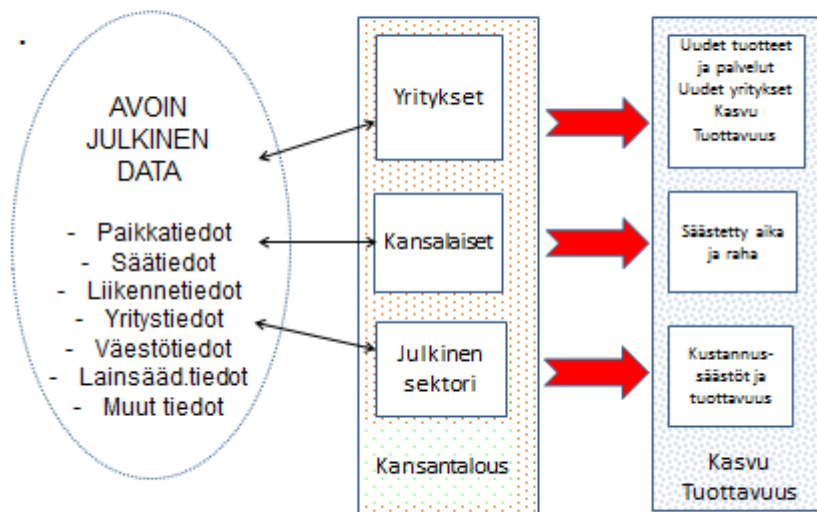 AVOIN
JULKINEN
DATA
- Paikkatiedot
- Säätiedot
- Liikennetiedot
- Yritystiedot
- Väestötiedot
- Lainsääd.tiedot
- Muut tiedot
Yritykset
Kansalaiset
Julkinen
sektori
Kansantalous
Uudet tuotteet
ja palvelut
Uudet yritykset
Kasvu
Tuottavuus
Säästetty aika
ja raha
Kustannus-
säästöt ja
tuottavuus
Kasvu
Tuottavuus